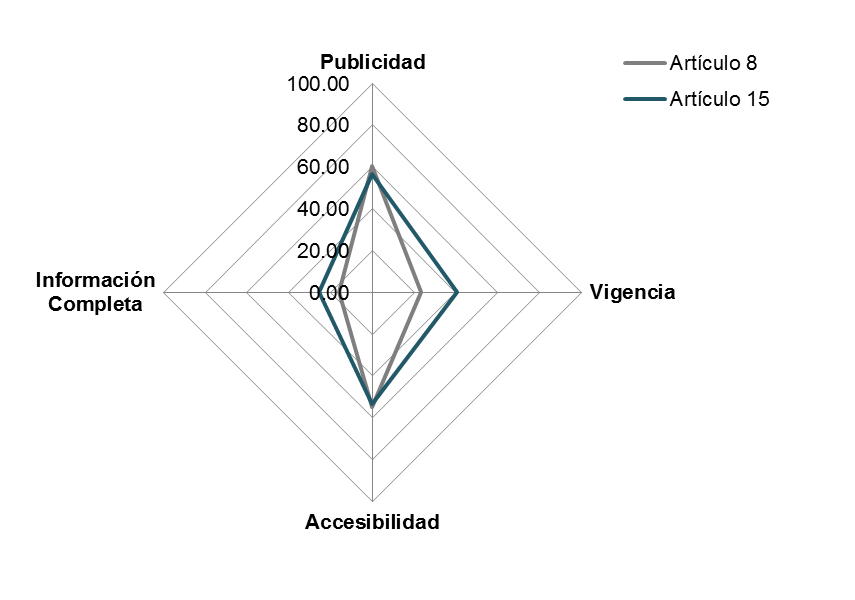 Publicidad
100.00
80.00
60.00
40.00
20.00
0.00
Información
Completa
Vigencia
Accesibilidad
Artículo 8
Artículo 15